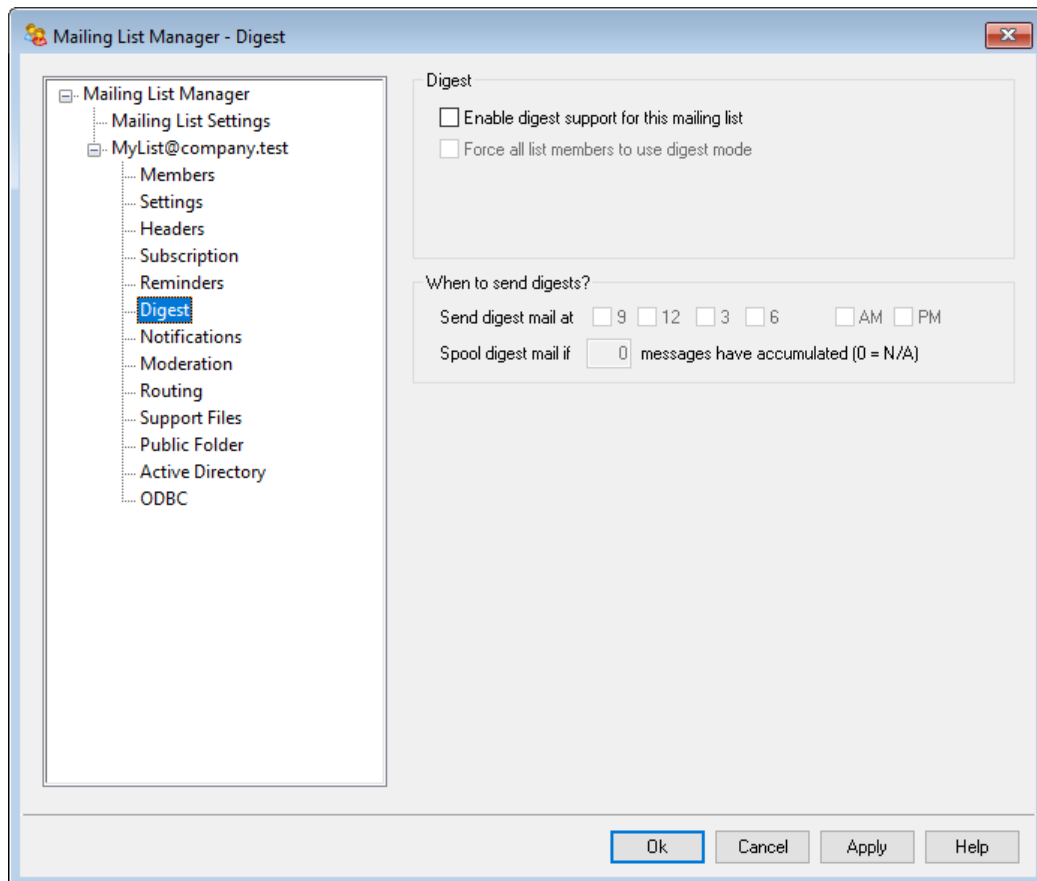 Mailing List Manager - Digest
Mailing List Manager
Mailing List Settings
MyList@company.test
Members
Settings
Headers
Subscription
Reminders
Digest
Notifications
Moderation
Routing
Support Files
Public Folder
Active Directory
ODBC
Digest
Enable digest support for this mailing list
Force all list members to use digest mode
When to send digests?
Send digest mail at 9 12 3 6 AM PM
Spool digest mail if 0 messages have accumulated (0 = N/A)
Ok Cancel Apply Help